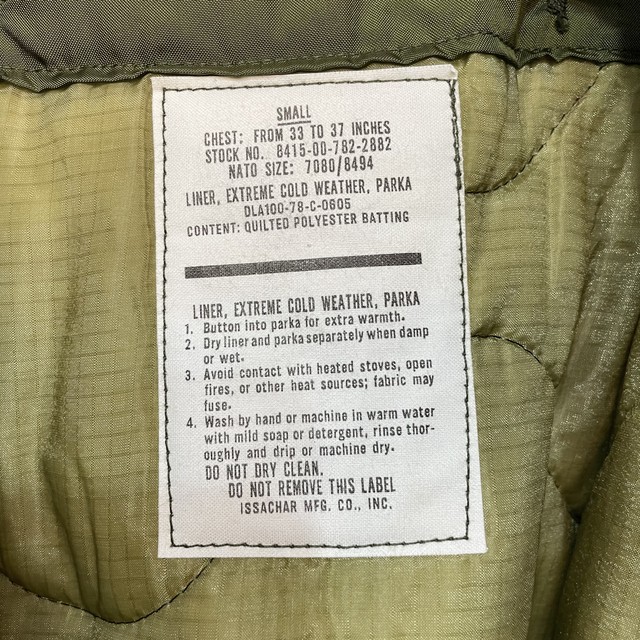 SMALL
CHEST: FROM 33 TO 37 INCHES
STOCK NO. 8415-00-782-2882
NATO SIZE: 7080/8494
LINER, EXTREME COLD WEATHER, PARKA
DLA100-78-C-0605
CONTENT: QUILTED POLYESTER BATTING
LINER, EXTREME COLD WEATHER, PARKA
1. Button into parka for extra warmth.
2. Dry liner and parka separately when damp
or wet.
3. Avoid contact with heated stoves, open
fires, or other heat sources; fabric may
fuse.
4. Wash by hand or machine in warm water
with mild soap or detergent, rinse thor-
oughly and drip or machine dry.
DO NOT DRY CLEAN.
DO NOT REMOVE THIS LABEL
ISSACHAR MFG. CO., INC.